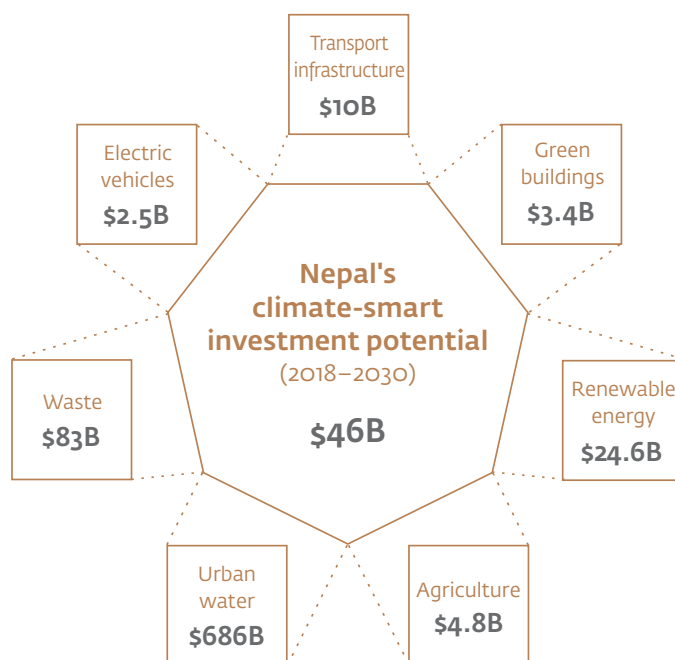 Transport
infrastructure
$10B
Electric
vehicles
$2.5B
Green
buildings
$3.4B
Nepal's
climate-smart
investment potential
(2018–2030)
$46B
Waste
$83B
Renewable
energy
$24.6B
Urban
water
$686B
Agriculture
$4.8B